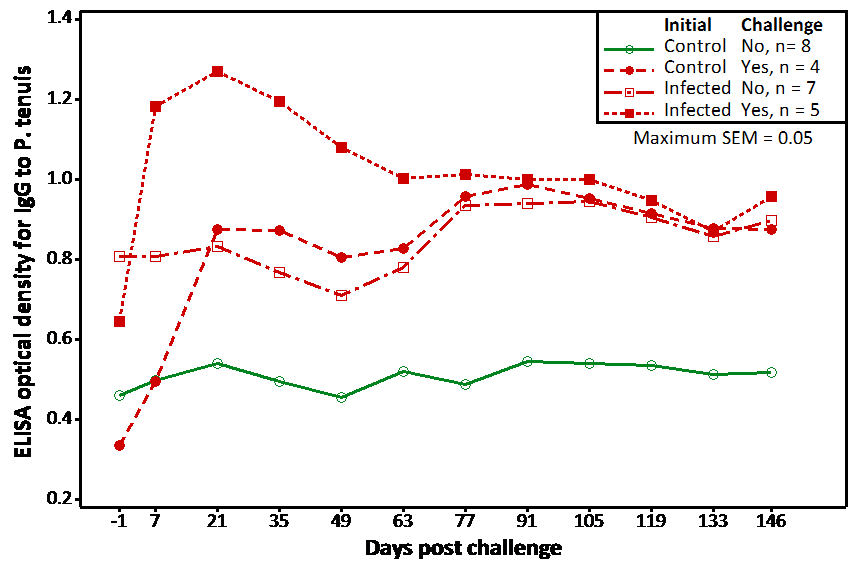 1.4
1.2
1.0
0.8
0.6
0.4
0.2
ELISA optical density for IgG to P. tenuis
Initial Challenge
Control No, n= 8
Control Yes, n = 4
Infected No, n = 7
Infected Yes, n = 5
Maximum SEM = 0.05
-1 7 21 35 49 63 77 91 105 119 133 146
Days post challenge